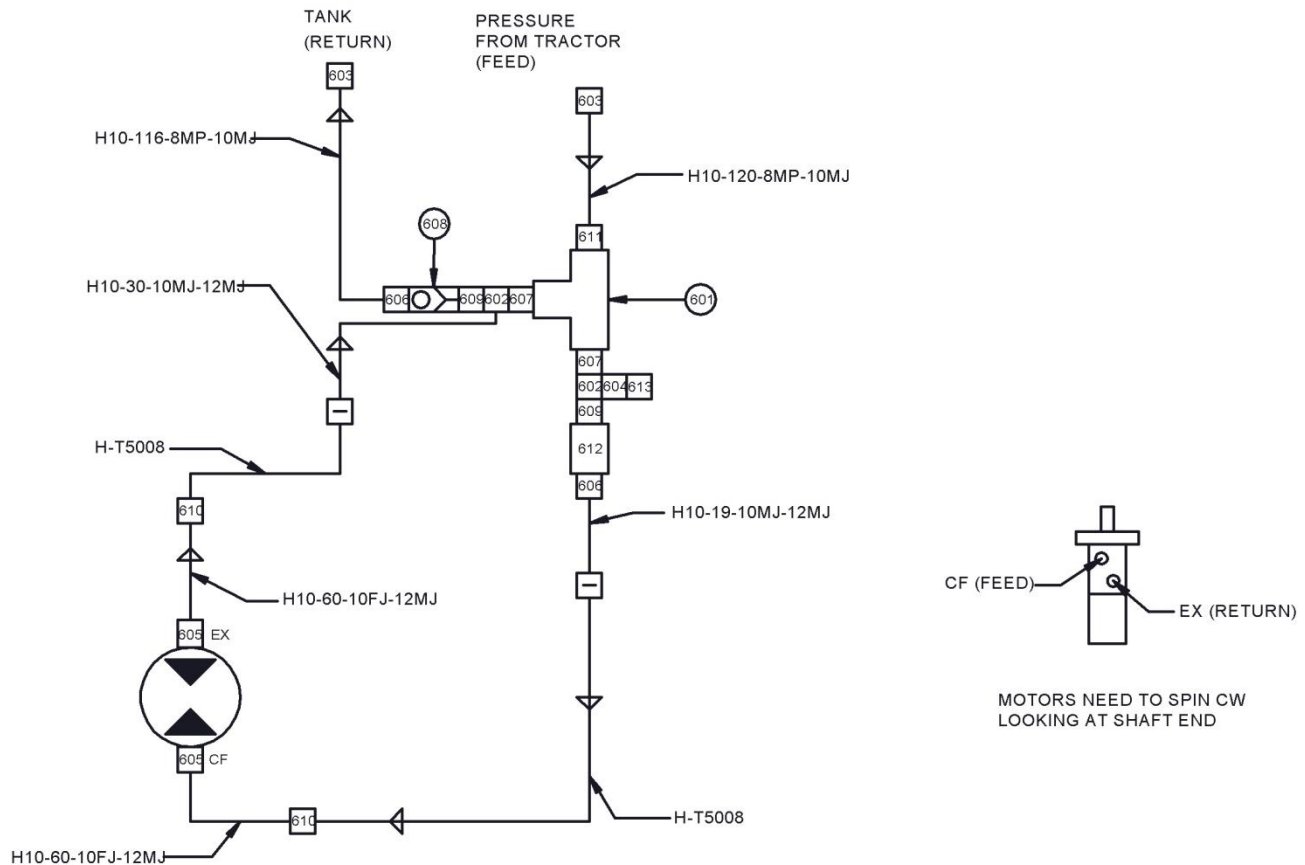 TANK
(RETURN)
PRESSURE
FROM TRACTOR
(FEED)
603
603
H10-116-8MP-10MJ
H10-120-8MP-10MJ
608
611
H10-30-10MJ-12MJ
606
609
602
607
601
607
602
604
613
609
H-T5008
612
606
610
H10-19-10MJ-12MJ
H10-60-10FJ-12MJ
CF (FEED)
EX (RETURN)
605
EX
MOTORS NEED TO SPIN CW
LOOKING AT SHAFT END
605
CF
610
H-T5008
H10-60-10FJ-12MJ